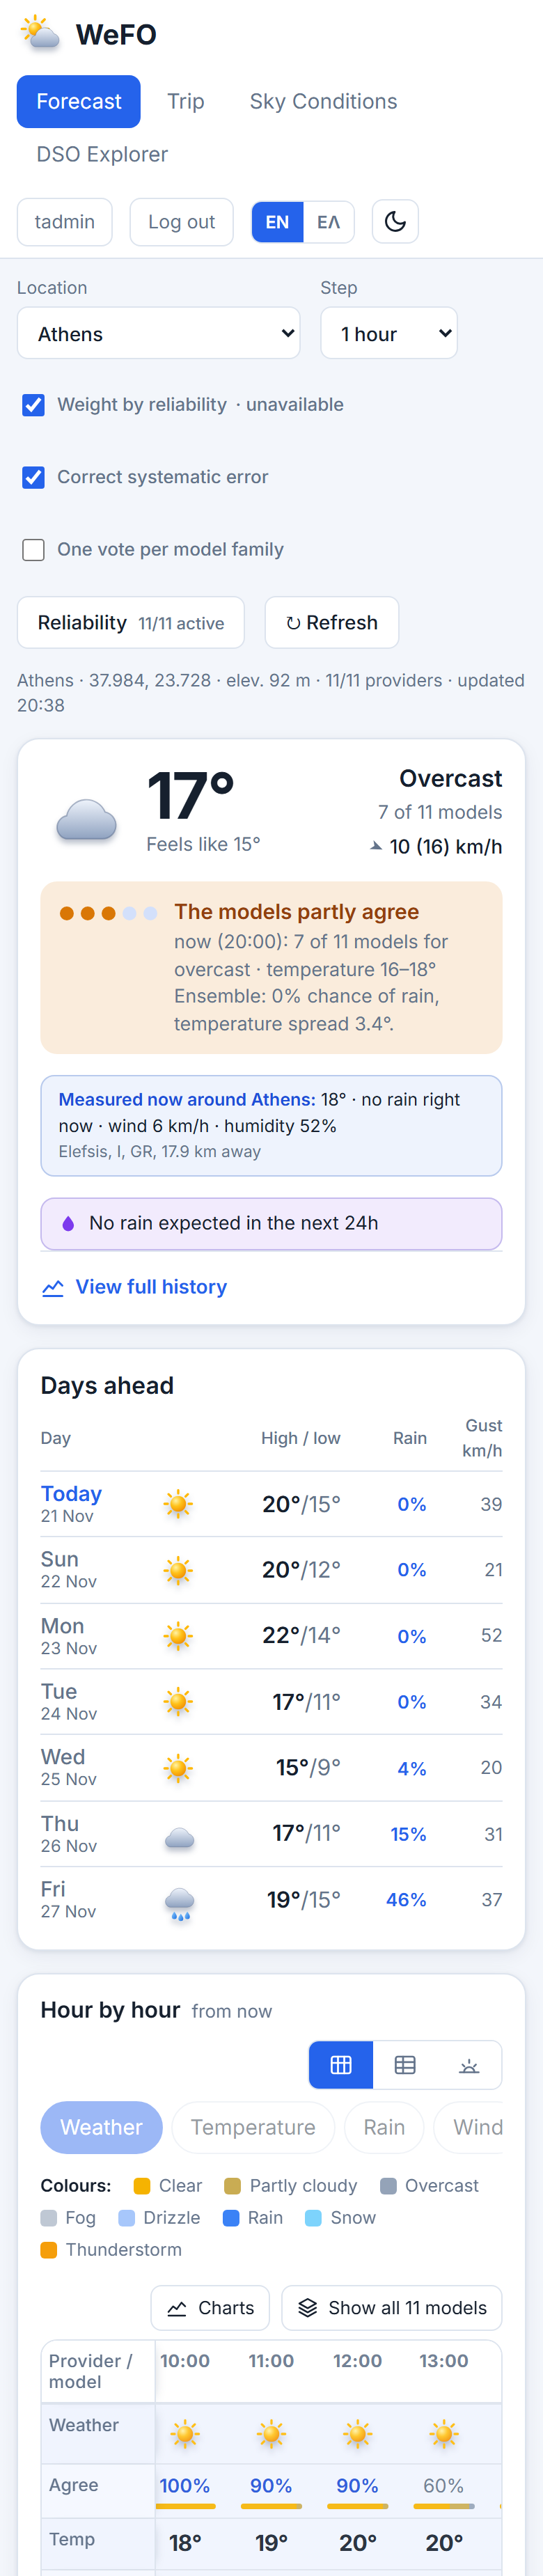 WeFO
Forecast Trip Sky Conditions
DSO Explorer
tadmin Log out EN ΕΛ
Location Step
Athens 1 hour
Weight by reliability · unavailable
Correct systematic error
One vote per model family
Reliability 11/11 active ↻ Refresh
Athens · 37.984, 23.728 · elev. 92 m · 11/11 providers · updated
20:38
17° Overcast
7 of 11 models
Feels like 15° 10 (16) km/h
The models partly agree
now (20:00): 7 of 11 models for
overcast · temperature 16–18°
Ensemble: 0% chance of rain,
temperature spread 3.4°.
Measured now around Athens: 18° · no rain right
now · wind 6 km/h · humidity 52%
Elefsis, I, GR, 17.9 km away
No rain expected in the next 24h
View full history
Days ahead
Day High / low Rain Gust
km/h
Today 20°/15° 0% 39
21 Nov
Sun 20°/12° 0% 21
22 Nov
Mon 22°/14° 0% 52
23 Nov
Tue 17°/11° 0% 34
24 Nov
Wed 15°/9° 4% 20
25 Nov
Thu 17°/11° 15% 31
26 Nov
Fri 19°/15° 46% 37
27 Nov
Hour by hour from now
Weather Temperature Rain Wind
Colours: Clear Partly cloudy Overcast
Fog Drizzle Rain Snow
Thunderstorm
Charts Show all 11 models
Provider / 10:00 11:00 12:00 13:00
model
Weather
Agree 100% 90% 90% 60%
Temp 18° 19° 20° 20°